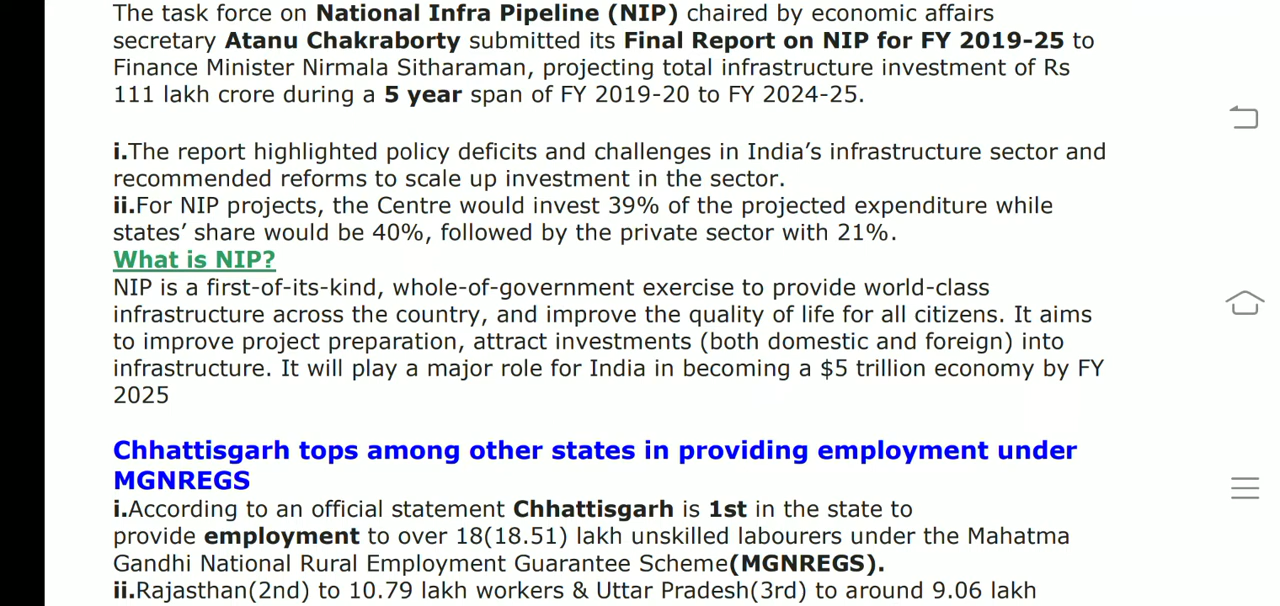 The task force on National Infra Pipeline (NIP) chaired by economic affairs
secretary Atanu Chakraborty submitted its Final Report on NIP for FY 2019-25 to
Finance Minister Nirmala Sitharaman, projecting total infrastructure investment of Rs
111 lakh crore during a 5 year span of FY 2019-20 to FY 2024-25.
i.The report highlighted policy deficits and challenges in India’s infrastructure sector and
recommended reforms to scale up investment in the sector.
ii.For NIP projects, the Centre would invest 39% of the projected expenditure while
states’ share would be 40%, followed by the private sector with 21%.
What is NIP?
NIP is a first-of-its-kind, whole-of-government exercise to provide world-class
infrastructure across the country, and improve the quality of life for all citizens. It aims
to improve project preparation, attract investments (both domestic and foreign) into
infrastructure. It will play a major role for India in becoming a $5 trillion economy by FY
2025
Chhattisgarh tops among other states in providing employment under
MGNREGS
i.According to an official statement Chhattisgarh is 1st in the state to
provide employment to over 18(18.51) lakh unskilled labourers under the Mahatma
Gandhi National Rural Employment Guarantee Scheme(MGNREGS).
ii.Rajasthan(2nd) to 10.79 lakh workers & Uttar Pradesh(3rd) to around 9.06 lakh